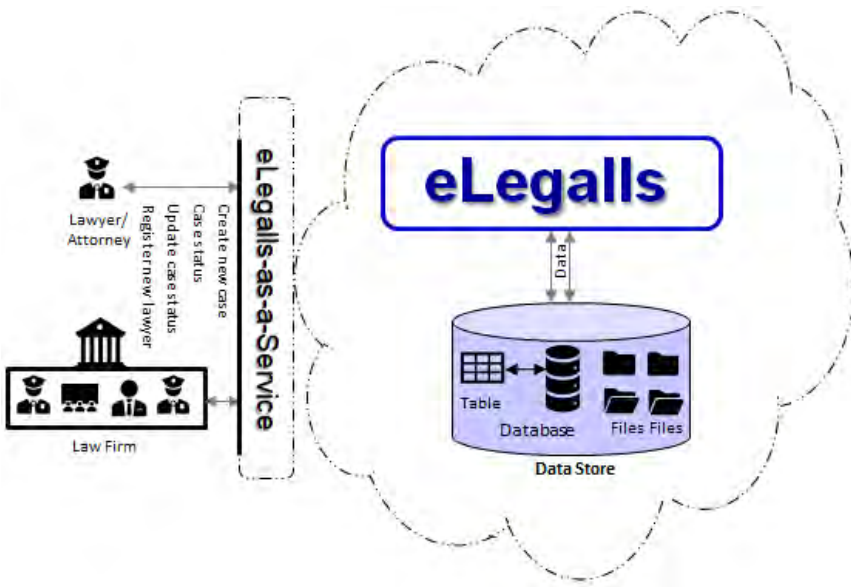 eLegalls
Lawyer/
Attorney
Create new case
Case status
Update case status
Register new lawyer
eLegalls-as-a-Service
Data
Table
Database
Files Files
Data Store
Law Firm